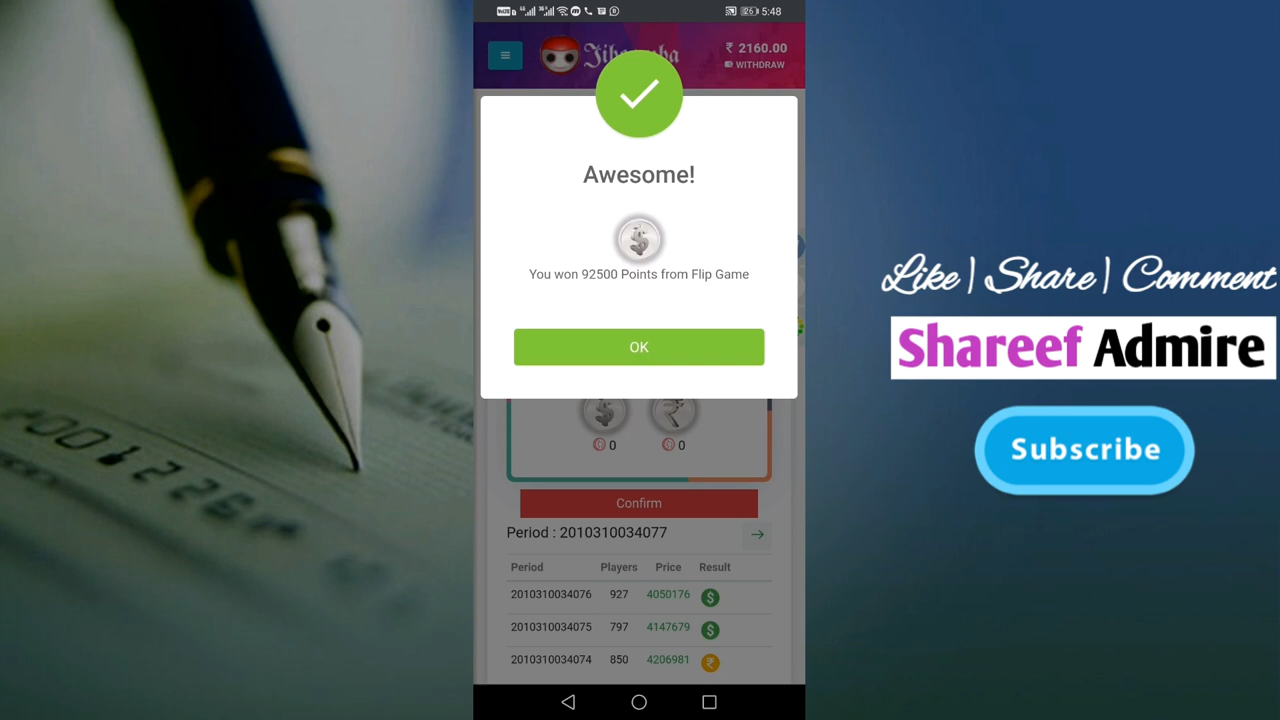 5:48
₹ 2160.00
WITHDRAW
Awesome!
You won 92500 Points from Flip Game
OK
0 0
Confirm
Period : 2010310034077
Period Players Price Result
2010310034076 927 4050176
2010310034075 797 4147679
2010310034074 850 4206981
Like | Share | Comment
Shareef Admire
Subscribe